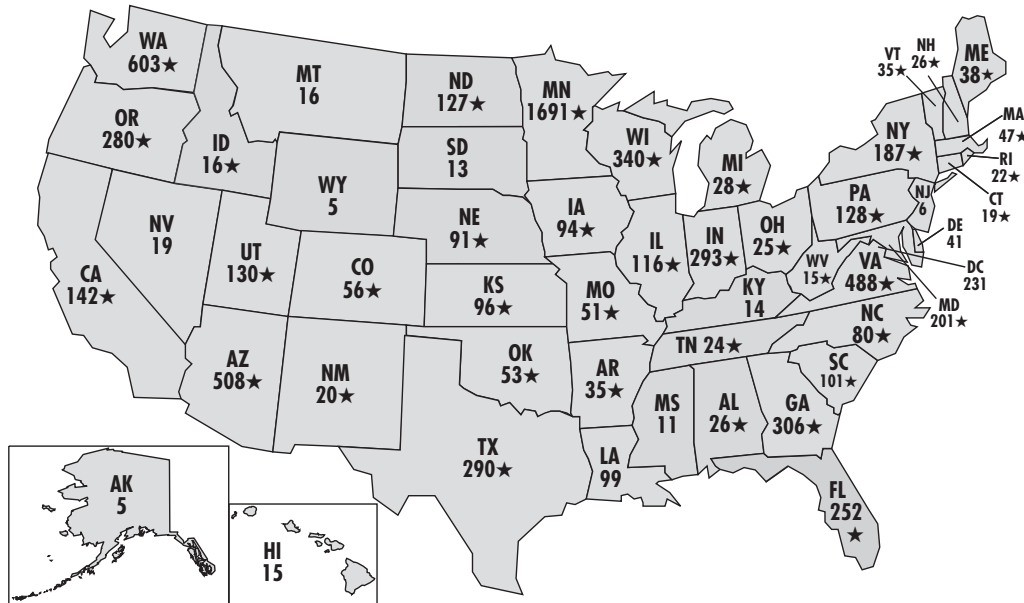 WA
603★
MT
16
ND
127★
MN
1691★
VT
35★
NH
26★
ME
38★
OR
280★
ID
16★
SD
13
WI
340★
MI
28★
NY
187★
MA
47★
RI
22★
CT
19★
WY
5
NV
19
UT
130★
CO
56★
NE
91★
IA
94★
IL
116★
IN
293★
OH
25★
PA
128★
NJ
6
DE
41
DC
231
MD
201★
WV
15★
VA
488★
CA
142★
KS
96★
MO
51★
KY
14
NC
80★
TN 24★
SC
101★
AZ
508★
NM
20★
OK
53★
AR
35★
MS
11
AL
26★
GA
306★
TX
290★
LA
99
FL
252
★
AK
5
HI
15